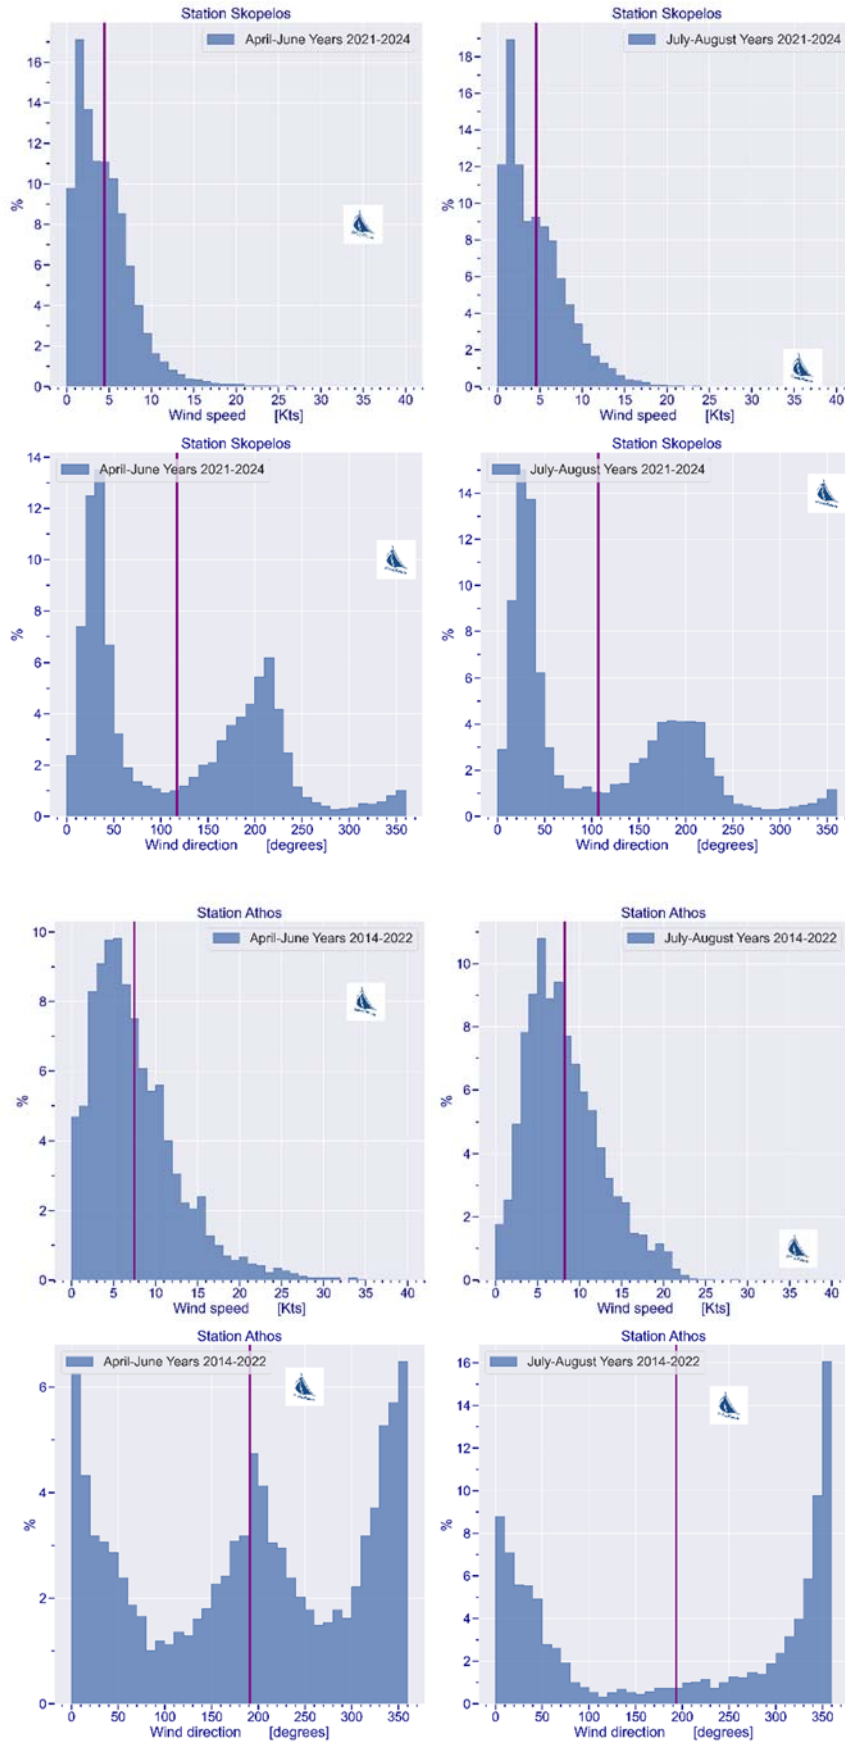 Station Skopelos
April-June Years 2021-2024
%
16
14
12
10
8
6
4
2
0
0 5 10 15 20 25 30 35 40
Wind speed [Kts]
Station Skopelos
July-August Years 2021-2024
%
18
16
14
12
10
8
6
4
2
0
0 5 10 15 20 25 30 35 40
Wind speed [Kts]
Station Skopelos
April-June Years 2021-2024
%
14
12
10
8
6
4
2
0
0 50 100 150 200 250 300 350
Wind direction [degrees]
Station Skopelos
July-August Years 2021-2024
%
14
12
10
8
6
4
2
0
0 50 100 150 200 250 300 350
Wind direction [degrees]
Station Athos
April-June Years 2014-2022
%
10
8
6
4
2
0
0 5 10 15 20 25 30 35 40
Wind speed [Kts]
Station Athos
July-August Years 2014-2022
%
10
8
6
4
2
0
0 5 10 15 20 25 30 35 40
Wind speed [Kts]
Station Athos
April-June Years 2014-2022
%
6
4
2
0
0 50 100 150 200 250 300 350
Wind direction [degrees]
Station Athos
July-August Years 2014-2022
%
16
14
12
10
8
6
4
2
0
0 50 100 150 200 250 300 350
Wind direction [degrees]